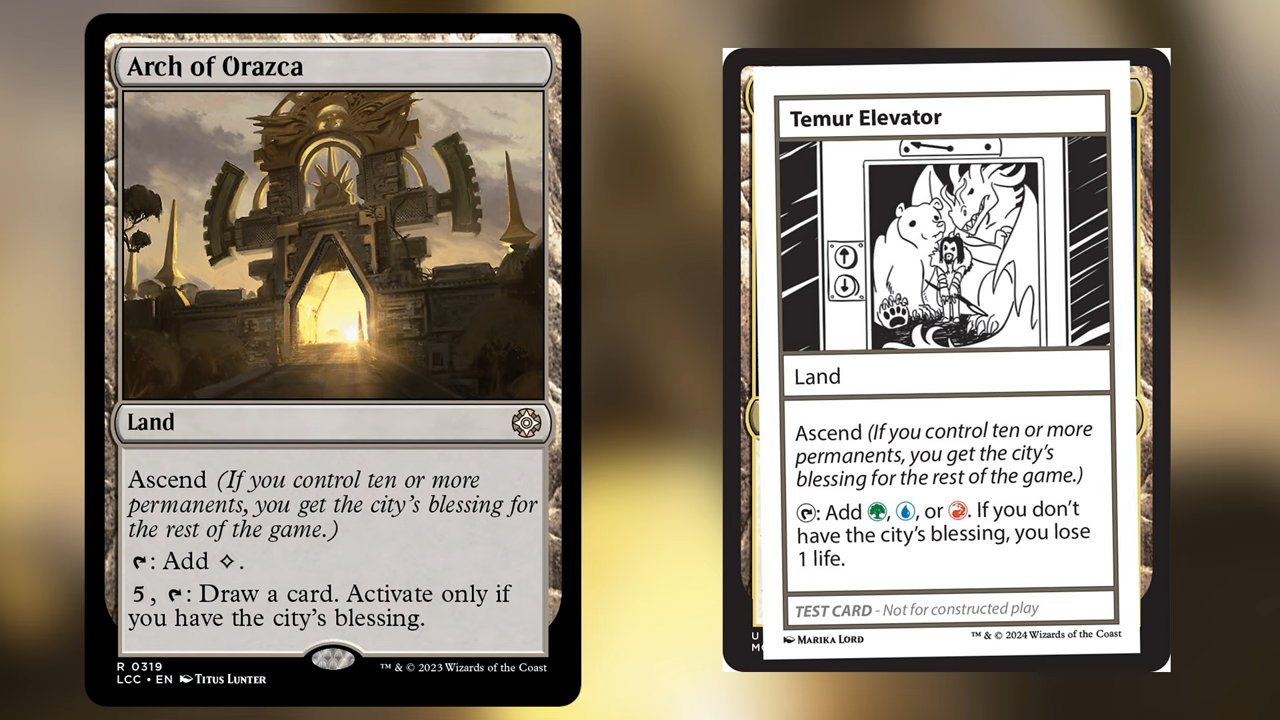 Arch of Orazca
Land
Ascend (If you control ten or more
permanents, you get the city's blessing for
the rest of the game.)
: Add .
5, : Draw a card. Activate only if
you have the city's blessing.
R 0319
LCC • EN Titus Lunter
™ & © 2023 Wizards of the Coast
Temur Elevator
Land
Ascend (If you control ten or more
permanents, you get the city's
blessing for the rest of the game.)
: Add , , or . If you don't
have the city's blessing, you lose
1 life.
TEST CARD - Not for constructed play
Marika Lord
™ & © 2024 Wizards of the Coast
U